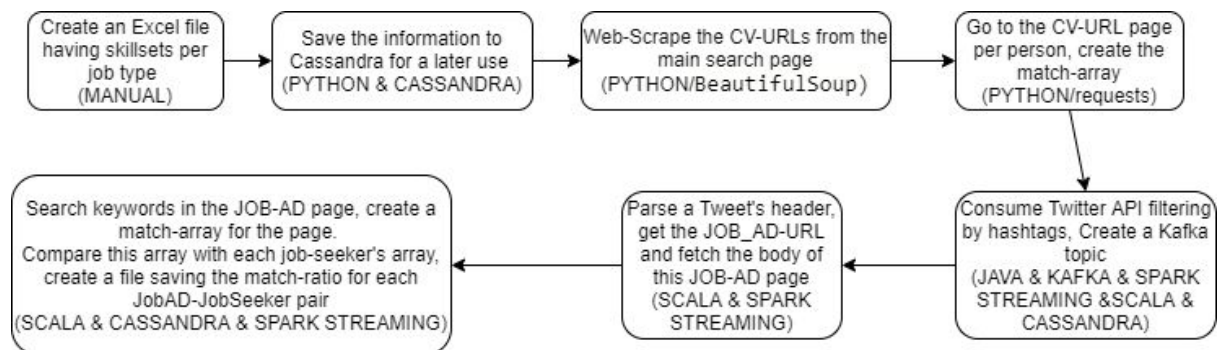 Create an Excel file
having skillsets per
job type
(MANUAL)
Save the information to
Cassandra for a later use
(PYTHON & CASSANDRA)
Web-Scrape the CV-URLs from the
main search page
(PYTHON/BeautifulSoup)
Go to the CV-URL page
per person, create the
match-array
(PYTHON/requests)
Consume Twitter API filtering
by hashtags, Create a Kafka
topic
(JAVA & KAFKA & SPARK
STREAMING &SCALA &
CASSANDRA)
Parse a Tweet's header,
get the JOB_AD-URL
and fetch the body of
this JOB-AD page
(SCALA & SPARK
STREAMING)
Search keywords in the JOB-AD page, create a
match-array for the page.
Compare this array with each job-seeker's array,
create a file saving the match-ratio for each
JobAD-JobSeeker pair
(SCALA & CASSANDRA & SPARK STREAMING)